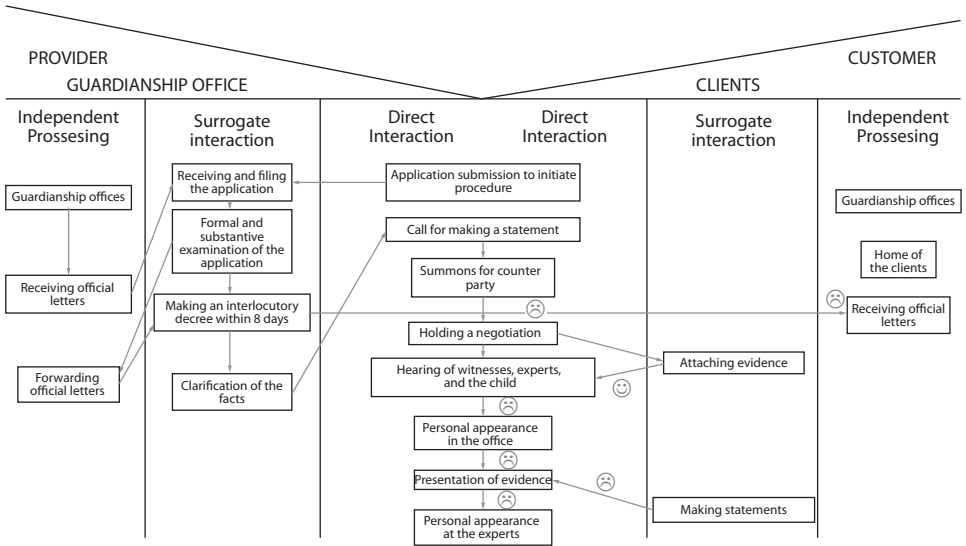 PROVIDER
CUSTOMER
GUARDIANSHIP OFFICE
CLIENTS
Independent
Prossesing
Surrogate
interaction
Direct
Interaction
Direct
Interaction
Surrogate
interaction
Independent
Prossesing
Guardianship offices
Receiving official
letters
Forwarding
official letters
Receiving and filing
the application
Formal and
substantive
examination of the
application
Making an interlocutory
decree within 8 days
Clarification of the
facts
Application submission to initiate
procedure
Call for making a statement
Summons for counter
party
Holding a negotiation
Hearing of witnesses, experts,
and the child
Personal appearance
in the office
Presentation of evidence
Personal appearance
at the experts
Attaching evidence
Making statements
Guardianship offices
Home of
the clients
Receiving official
letters